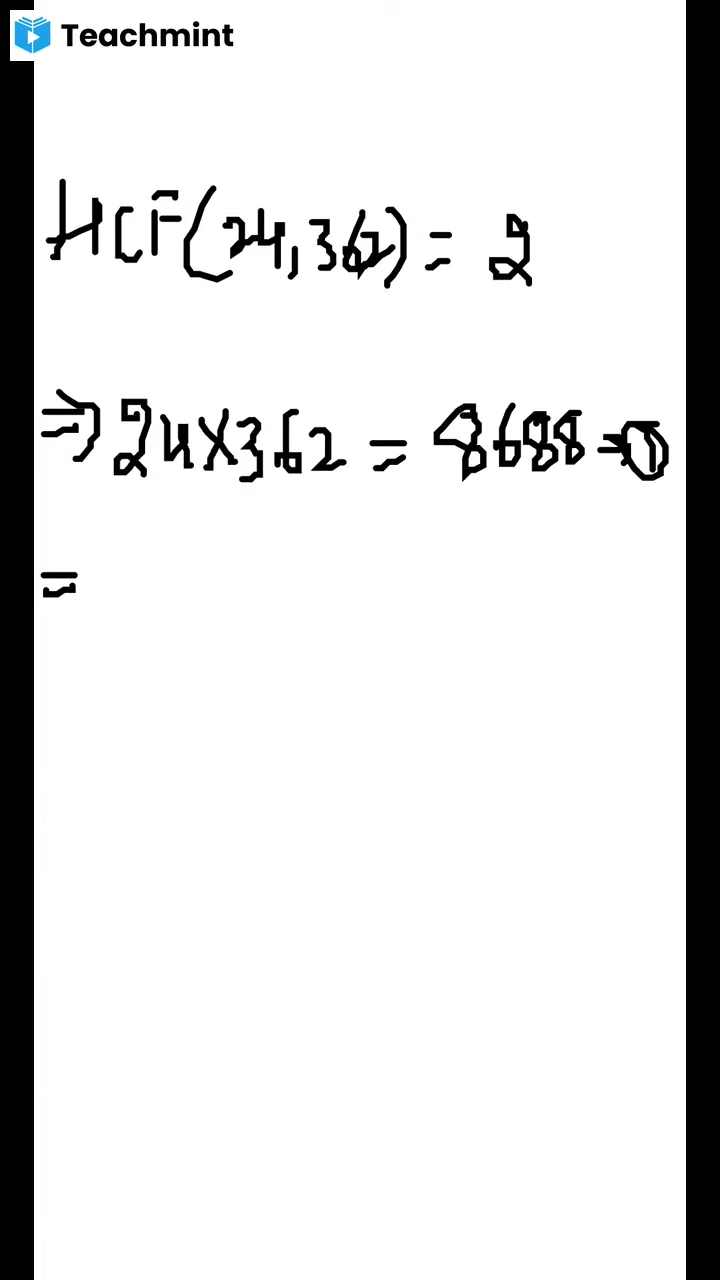 Teachmint
HCF(24,362) = 2
⇒ 24×362 = 8688 →①
=